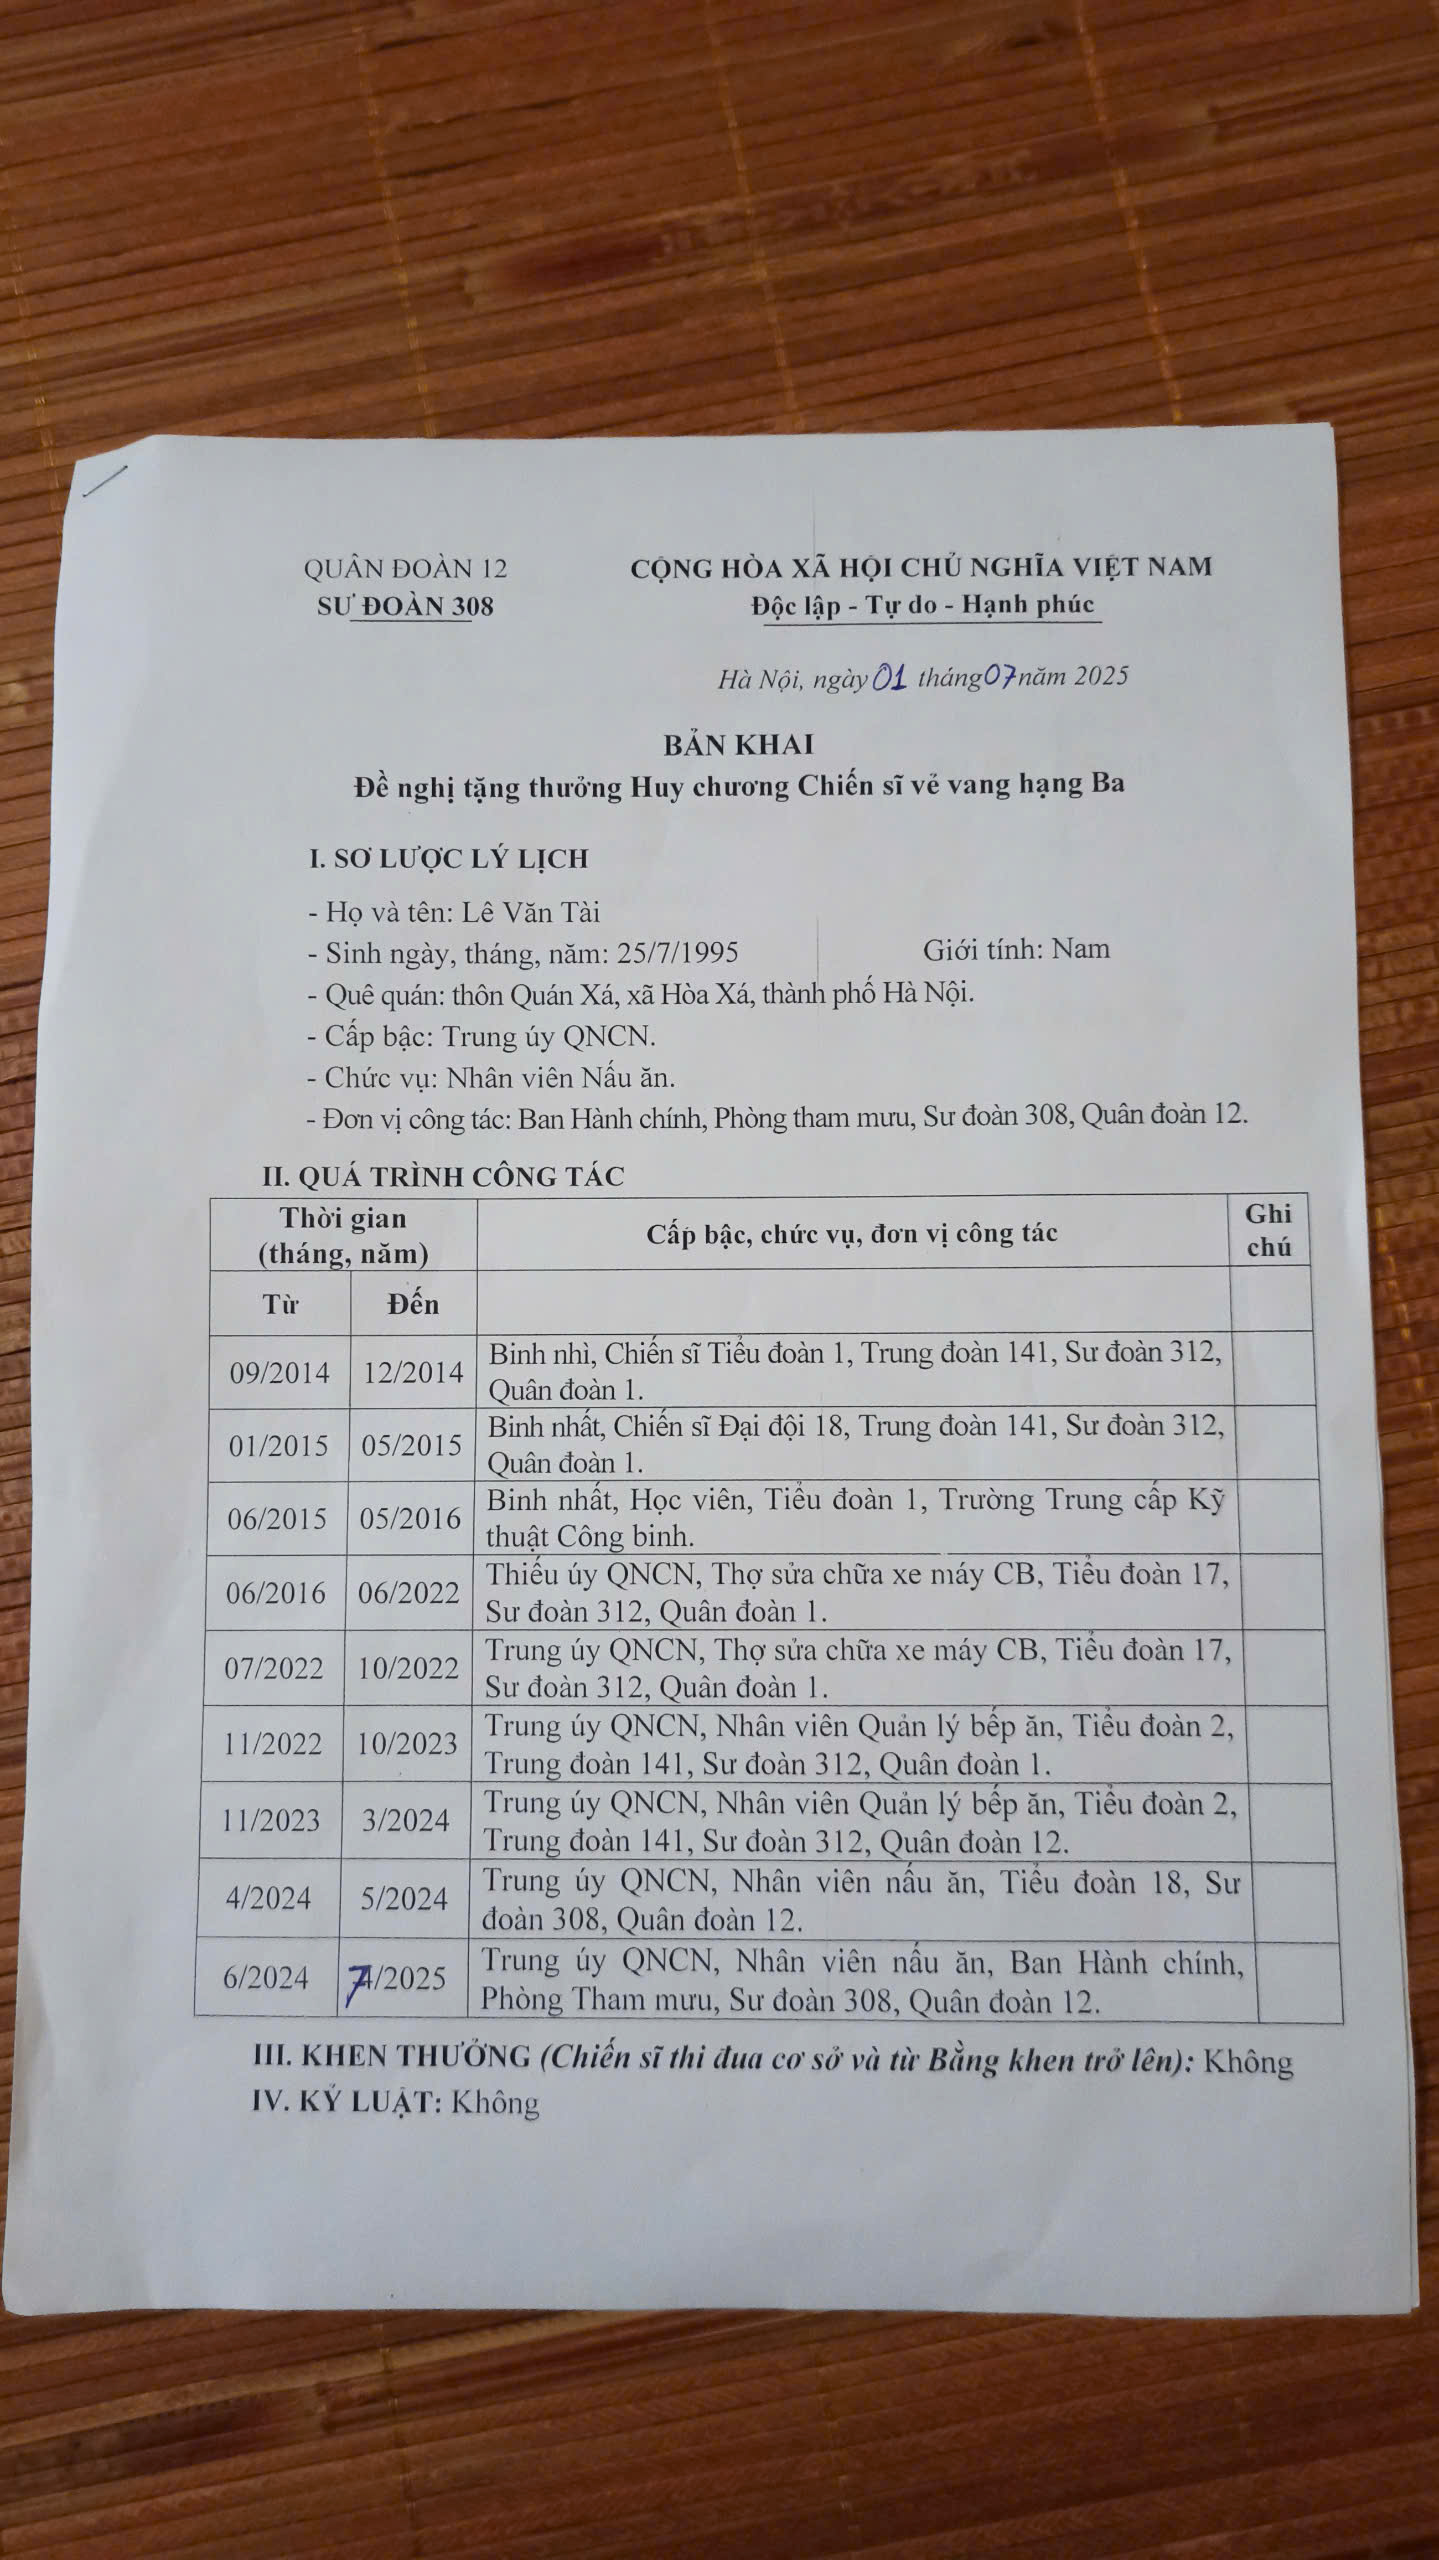 QUÂN ĐOÀN 12
SƯ ĐOÀN 308
CỘNG HÒA XÃ HỘI CHỦ NGHĨA VIỆT NAM
Độc lập - Tự do - Hạnh phúc
Hà Nội, ngày 01 tháng 07 năm 2025
BẢN KHAI
Đề nghị tặng thưởng Huy chương Chiến sĩ vẻ vang hạng Ba
I. SƠ LƯỢC LÝ LỊCH
- Họ và tên: Lê Văn Tài
- Sinh ngày, tháng, năm: 25/7/1995 Giới tính: Nam
- Quê quán: thôn Quán Xá, xã Hòa Xá, thành phố Hà Nội.
- Cấp bậc: Trung úy QNCN.
- Chức vụ: Nhân viên Nấu ăn.
- Đơn vị công tác: Ban Hành chính, Phòng tham mưu, Sư đoàn 308, Quân đoàn 12.
II. QUÁ TRÌNH CÔNG TÁC
Thời gian
(tháng, năm)
Cấp bậc, chức vụ, đơn vị công tác
Ghi
chú
Từ Đến
09/2014 12/2014 Binh nhì, Chiến sĩ Tiểu đoàn 1, Trung đoàn 141, Sư đoàn 312,
Quân đoàn 1.
01/2015 05/2015 Binh nhất, Chiến sĩ Đại đội 18, Trung đoàn 141, Sư đoàn 312,
Quân đoàn 1.
06/2015 05/2016 Binh nhất, Học viên, Tiểu đoàn 1, Trường Trung cấp Kỹ
thuật Công binh.
06/2016 06/2022 Thiếu úy QNCN, Thợ sửa chữa xe máy CB, Tiểu đoàn 17,
Sư đoàn 312, Quân đoàn 1.
07/2022 10/2022 Trung úy QNCN, Thợ sửa chữa xe máy CB, Tiểu đoàn 17,
Sư đoàn 312, Quân đoàn 1.
11/2022 10/2023 Trung úy QNCN, Nhân viên Quản lý bếp ăn, Tiểu đoàn 2,
Trung đoàn 141, Sư đoàn 312, Quân đoàn 1.
11/2023 3/2024 Trung úy QNCN, Nhân viên Quản lý bếp ăn, Tiểu đoàn 2,
Trung đoàn 141, Sư đoàn 312, Quân đoàn 12.
4/2024 5/2024 Trung úy QNCN, Nhân viên nấu ăn, Tiểu đoàn 18, Sư
đoàn 308, Quân đoàn 12.
6/2024 7/2025 Trung úy QNCN, Nhân viên nấu ăn, Ban Hành chính,
Phòng Tham mưu, Sư đoàn 308, Quân đoàn 12.
III. KHEN THƯỞNG (Chiến sĩ thi đua cơ sở và từ Bằng khen trở lên): Không
IV. KỶ LUẬT: Không